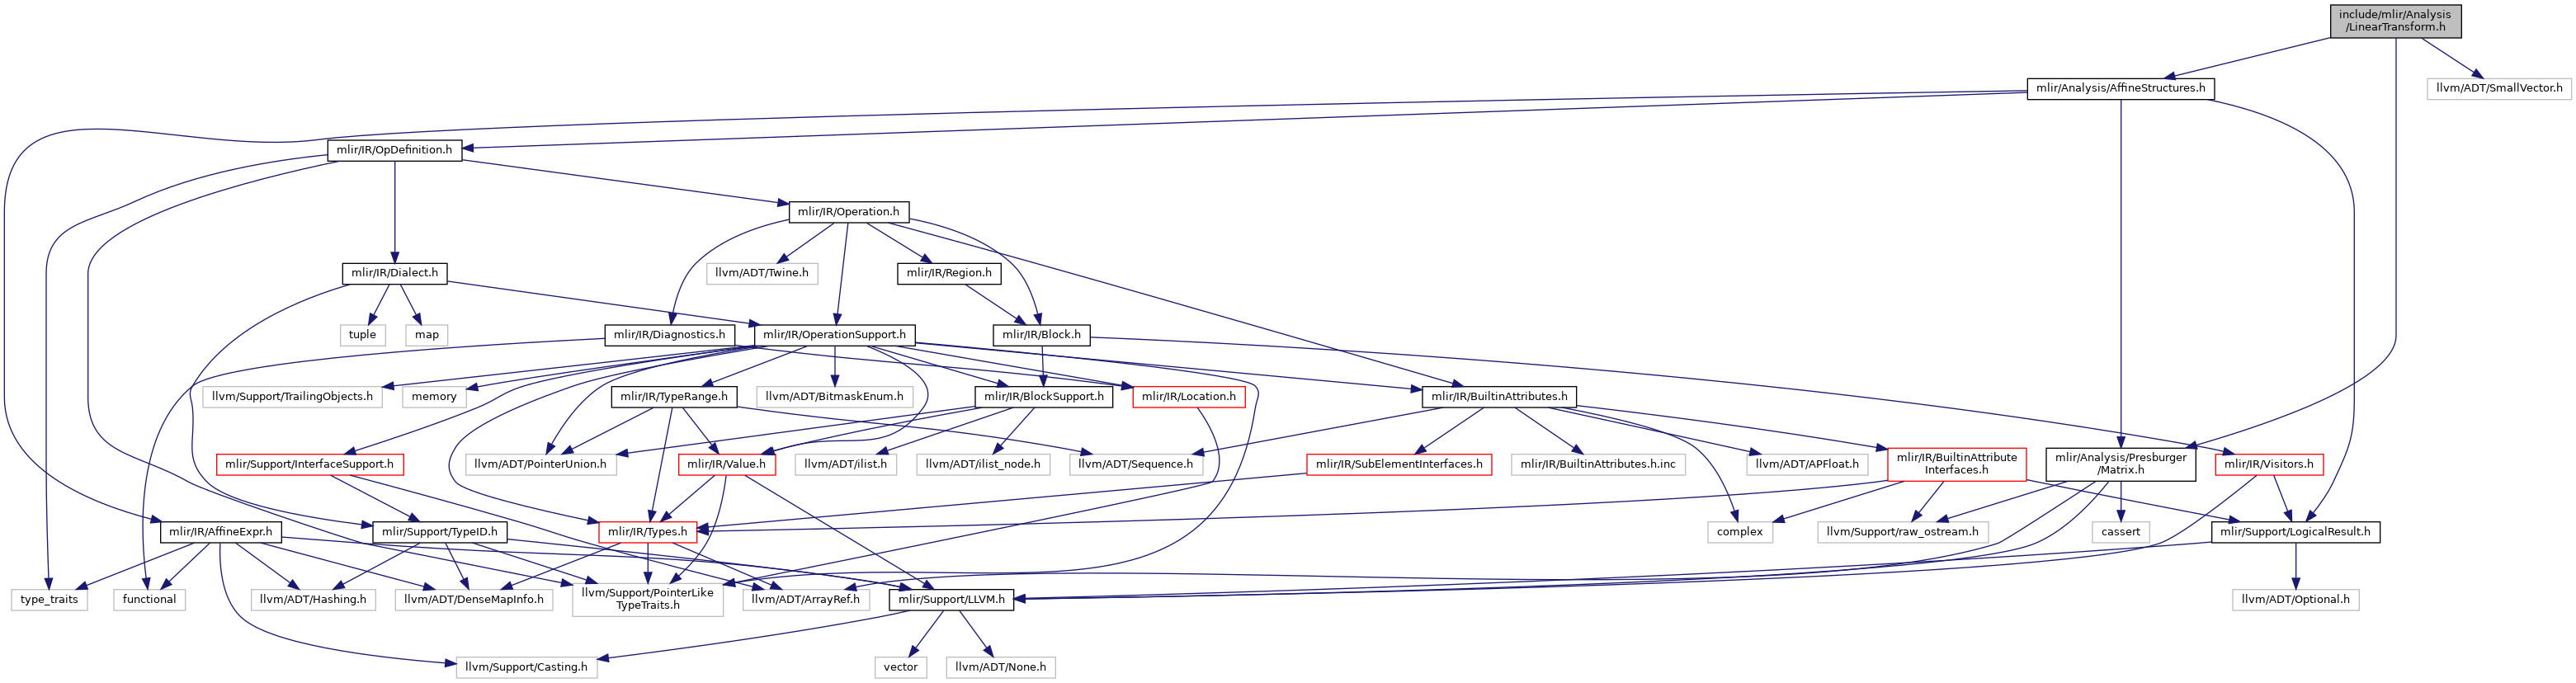 include/mlir/Analysis
/LinearTransform.h
mlir/Analysis/AffineStructures.h
llvm/ADT/SmallVector.h
mlir/IR/OpDefinition.h
mlir/IR/Operation.h
mlir/IR/Dialect.h
llvm/ADT/Twine.h
mlir/IR/Region.h
tuple
map
mlir/IR/Diagnostics.h
mlir/IR/OperationSupport.h
mlir/IR/Block.h
llvm/Support/TrailingObjects.h
memory
mlir/IR/TypeRange.h
llvm/ADT/BitmaskEnum.h
mlir/IR/BlockSupport.h
mlir/IR/Location.h
mlir/IR/BuiltinAttributes.h
mlir/Support/InterfaceSupport.h
llvm/ADT/PointerUnion.h
mlir/IR/Value.h
llvm/ADT/ilist.h
llvm/ADT/ilist_node.h
llvm/ADT/Sequence.h
mlir/IR/SubElementInterfaces.h
mlir/IR/BuiltinAttributes.h.inc
llvm/ADT/APFloat.h
mlir/IR/BuiltinAttribute
Interfaces.h
mlir/Analysis/Presburger
/Matrix.h
mlir/IR/Visitors.h
mlir/IR/AffineExpr.h
mlir/Support/TypeID.h
mlir/IR/Types.h
complex
llvm/Support/raw_ostream.h
cassert
mlir/Support/LogicalResult.h
type_traits
functional
llvm/ADT/Hashing.h
llvm/ADT/DenseMapInfo.h
llvm/Support/PointerLike
TypeTraits.h
llvm/ADT/ArrayRef.h
mlir/Support/LLVM.h
llvm/ADT/Optional.h
llvm/Support/Casting.h
vector
llvm/ADT/None.h